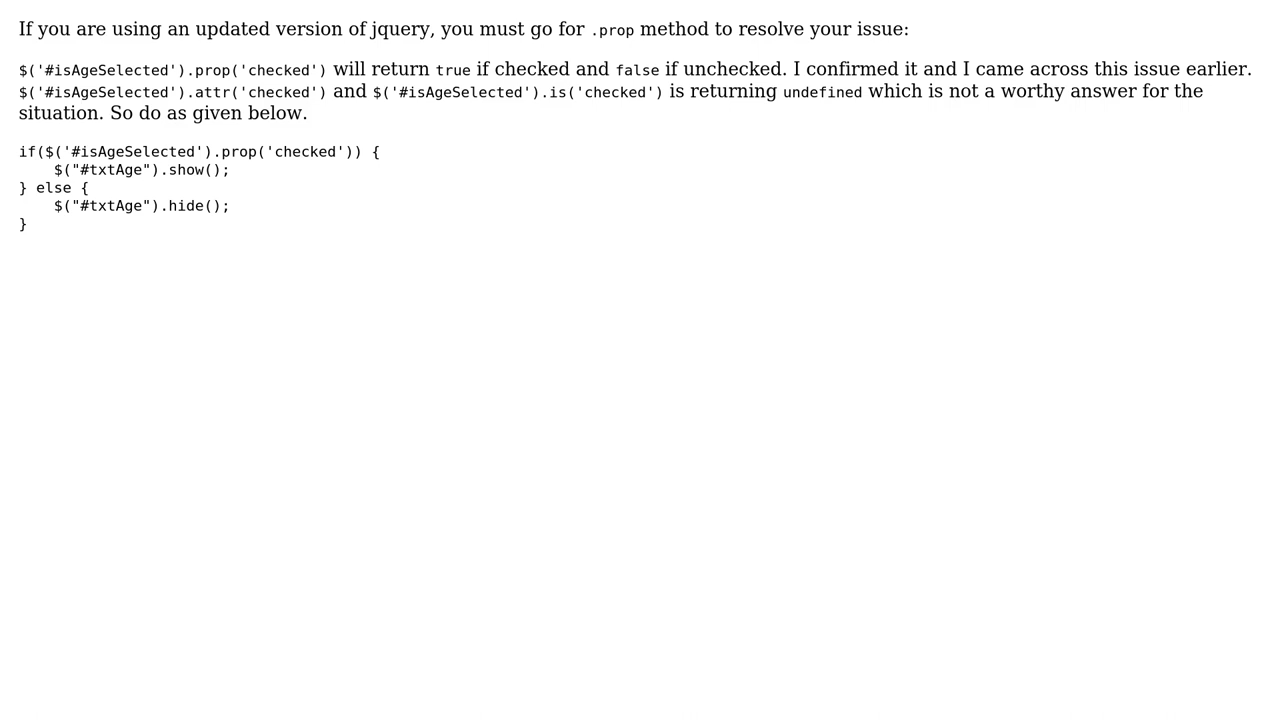 If you are using an updated version of jquery, you must go for .prop method to resolve your issue:
$('#isAgeSelected').prop('checked') will return true if checked and false if unchecked. I confirmed it and I came across this issue earlier.
$('#isAgeSelected').attr('checked') and $('#isAgeSelected').is('checked') is returning undefined which is not a worthy answer for the
situation. So do as given below.
if($('#isAgeSelected').prop('checked')) {
    $("#txtAge").show();
} else {
    $("#txtAge").hide();
}